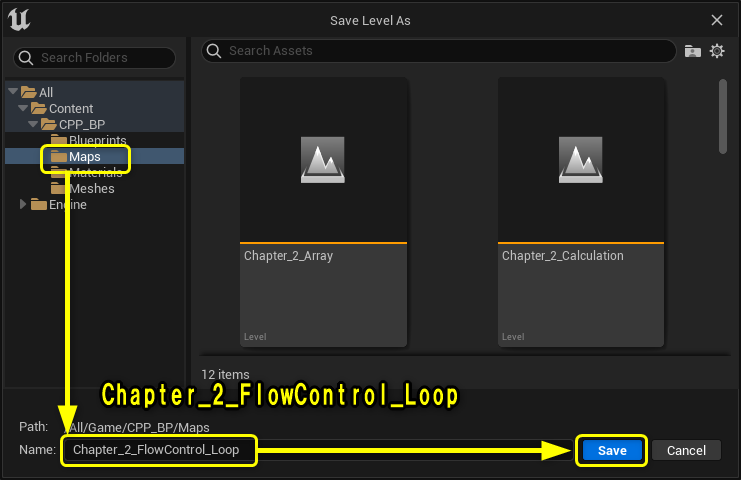 Save Level As
Search Folders
Search Assets
All
Content
CPP_BP
Blueprints
Maps
Materials
Meshes
Engine
Chapter_2_Array
Level
Chapter_2_Calculation
Level
12 items
Chapter_2_FlowControl_Loop
Path: /All/Game/CPP_BP/Maps
Name: Chapter_2_FlowControl_Loop
Save
Cancel